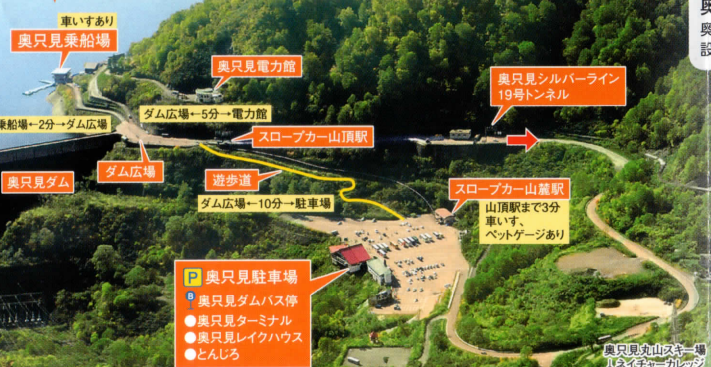 車いすあり
奥只見乗船場
奥只見電力館
奥只見シルバーライン
19号トンネル
ダム広場←5分→電力館
乗船場←2分→ダム広場
スロープカー山頂駅
ダム広場
奥只見ダム
遊歩道
ダム広場←10分→駐車場
スロープカー山麓駅
山頂駅まで3分
車いす、
ペットゲージあり
P 奥只見駐車場
B 奥只見ダムバス停
●奥只見ターミナル
●奥只見レイクハウス
●とんじろ
奥只見丸山スキー場